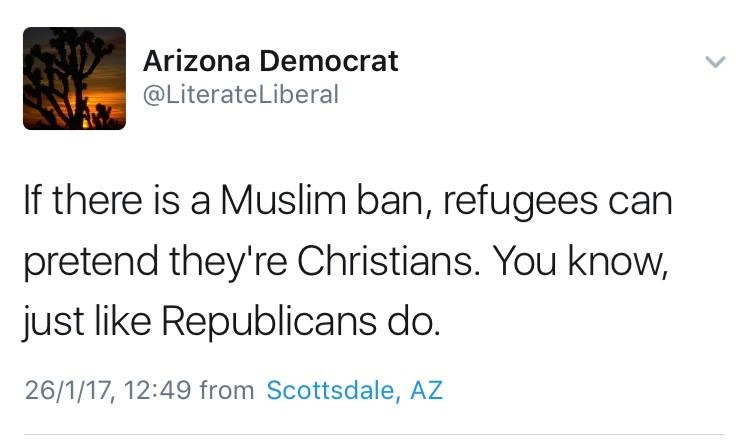 Arizona Democrat
@LiterateLiberal
If there is a Muslim ban, refugees can
pretend they're Christians. You know,
just like Republicans do.
26/1/17, 12:49 from Scottsdale, AZ